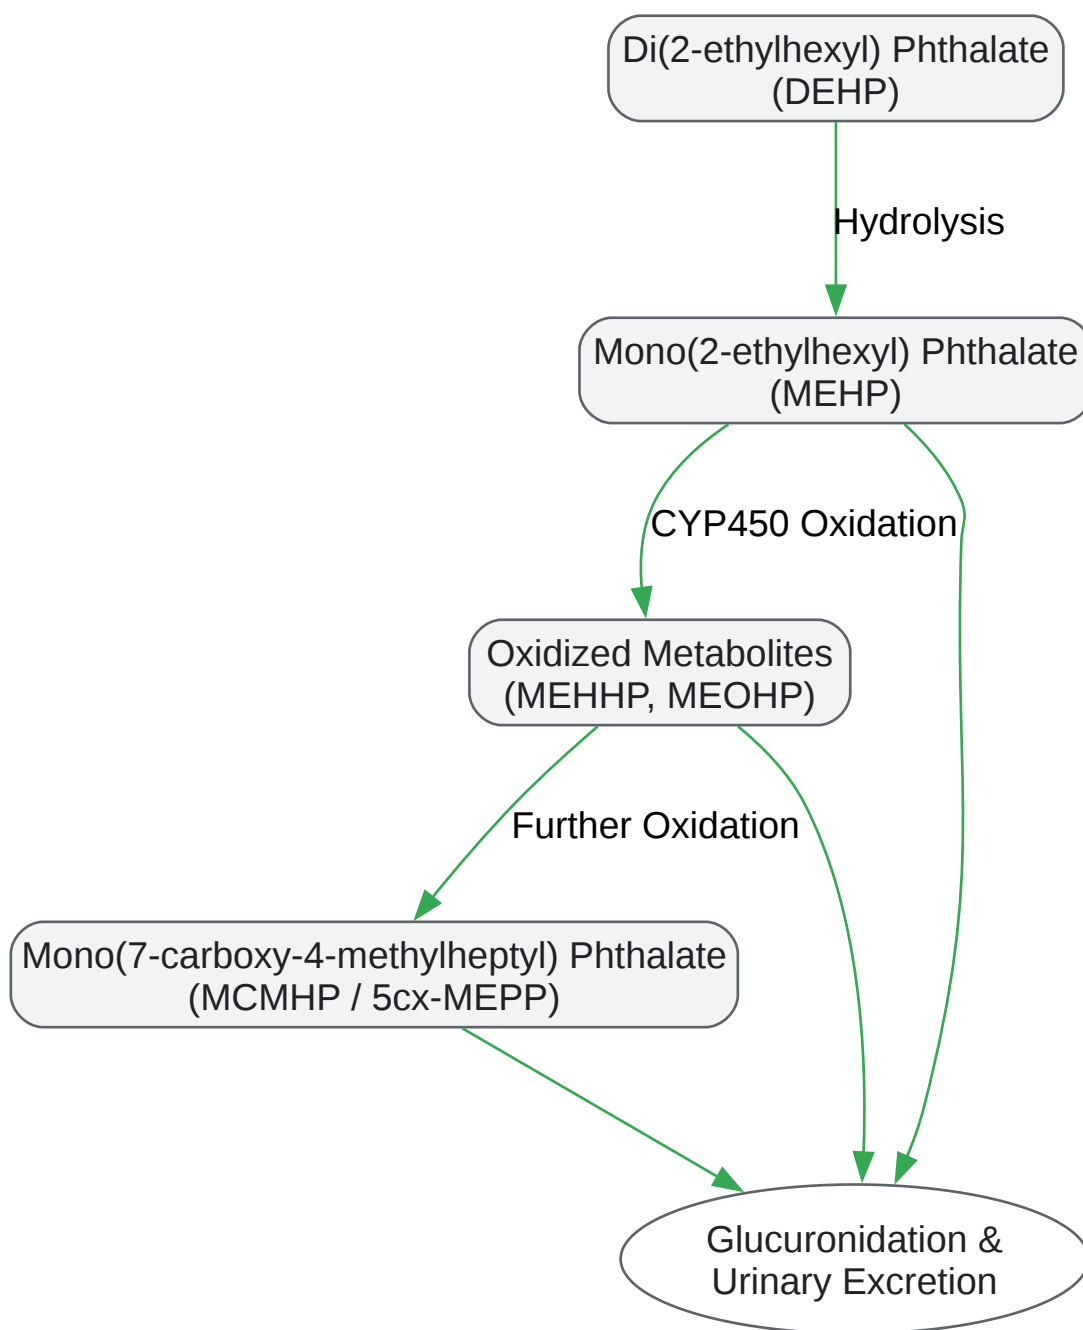 Di(2-ethylhexyl) Phthalate
(DEHP)
Hydrolysis
Mono(2-ethylhexyl) Phthalate
(MEHP)
CYP450 Oxidation
Oxidized Metabolites
(MEHHP, MEOHP)
Further Oxidation
Mono(7-carboxy-4-methylheptyl) Phthalate
(MCMHP / 5cx-MEPP)
Glucuronidation &
Urinary Excretion